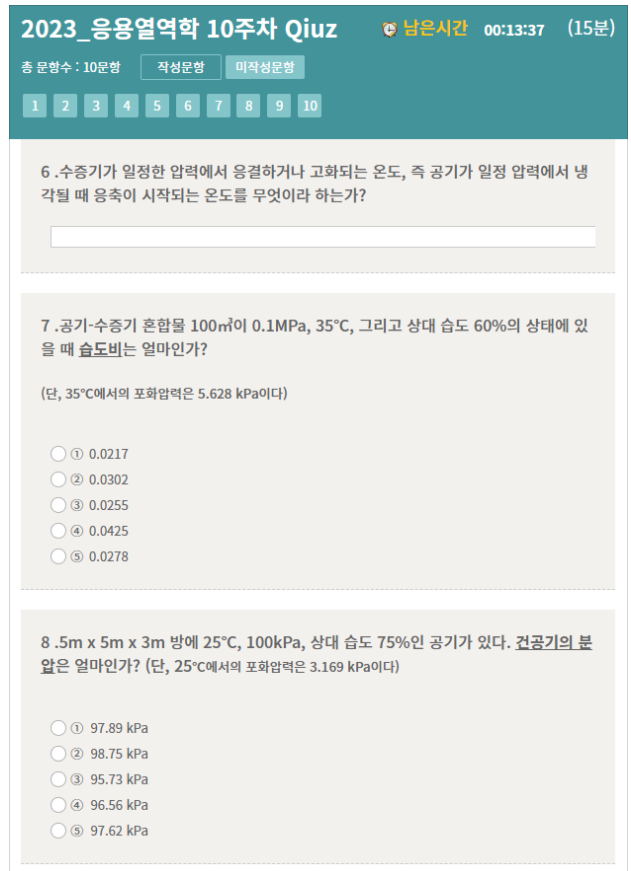 2023_응용열역학 10주차 Qiuz
남은시간 00:13:37 (15분)
총 문항수 : 10문항 작성문항 미작성문항
1 2 3 4 5 6 7 8 9 10
6 .수증기가 일정한 압력에서 응결하거나 고화되는 온도, 즉 공기가 일정 압력에서 냉
각될 때 응축이 시작되는 온도를 무엇이라 하는가?
7 .공기-수증기 혼합물 100㎥이 0.1MPa, 35℃, 그리고 상대 습도 60%의 상태에 있
을 때 습도비는 얼마인가?
(단, 35℃에서의 포화압력은 5.628 kPa이다)
① 0.0217
② 0.0302
③ 0.0255
④ 0.0425
⑤ 0.0278
8 .5m x 5m x 3m 방에 25℃, 100kPa, 상대 습도 75%인 공기가 있다. 건공기의 분
압은 얼마인가? (단, 25℃에서의 포화압력은 3.169 kPa이다)
① 97.89 kPa
② 98.75 kPa
③ 95.73 kPa
④ 96.56 kPa
⑤ 97.62 kPa